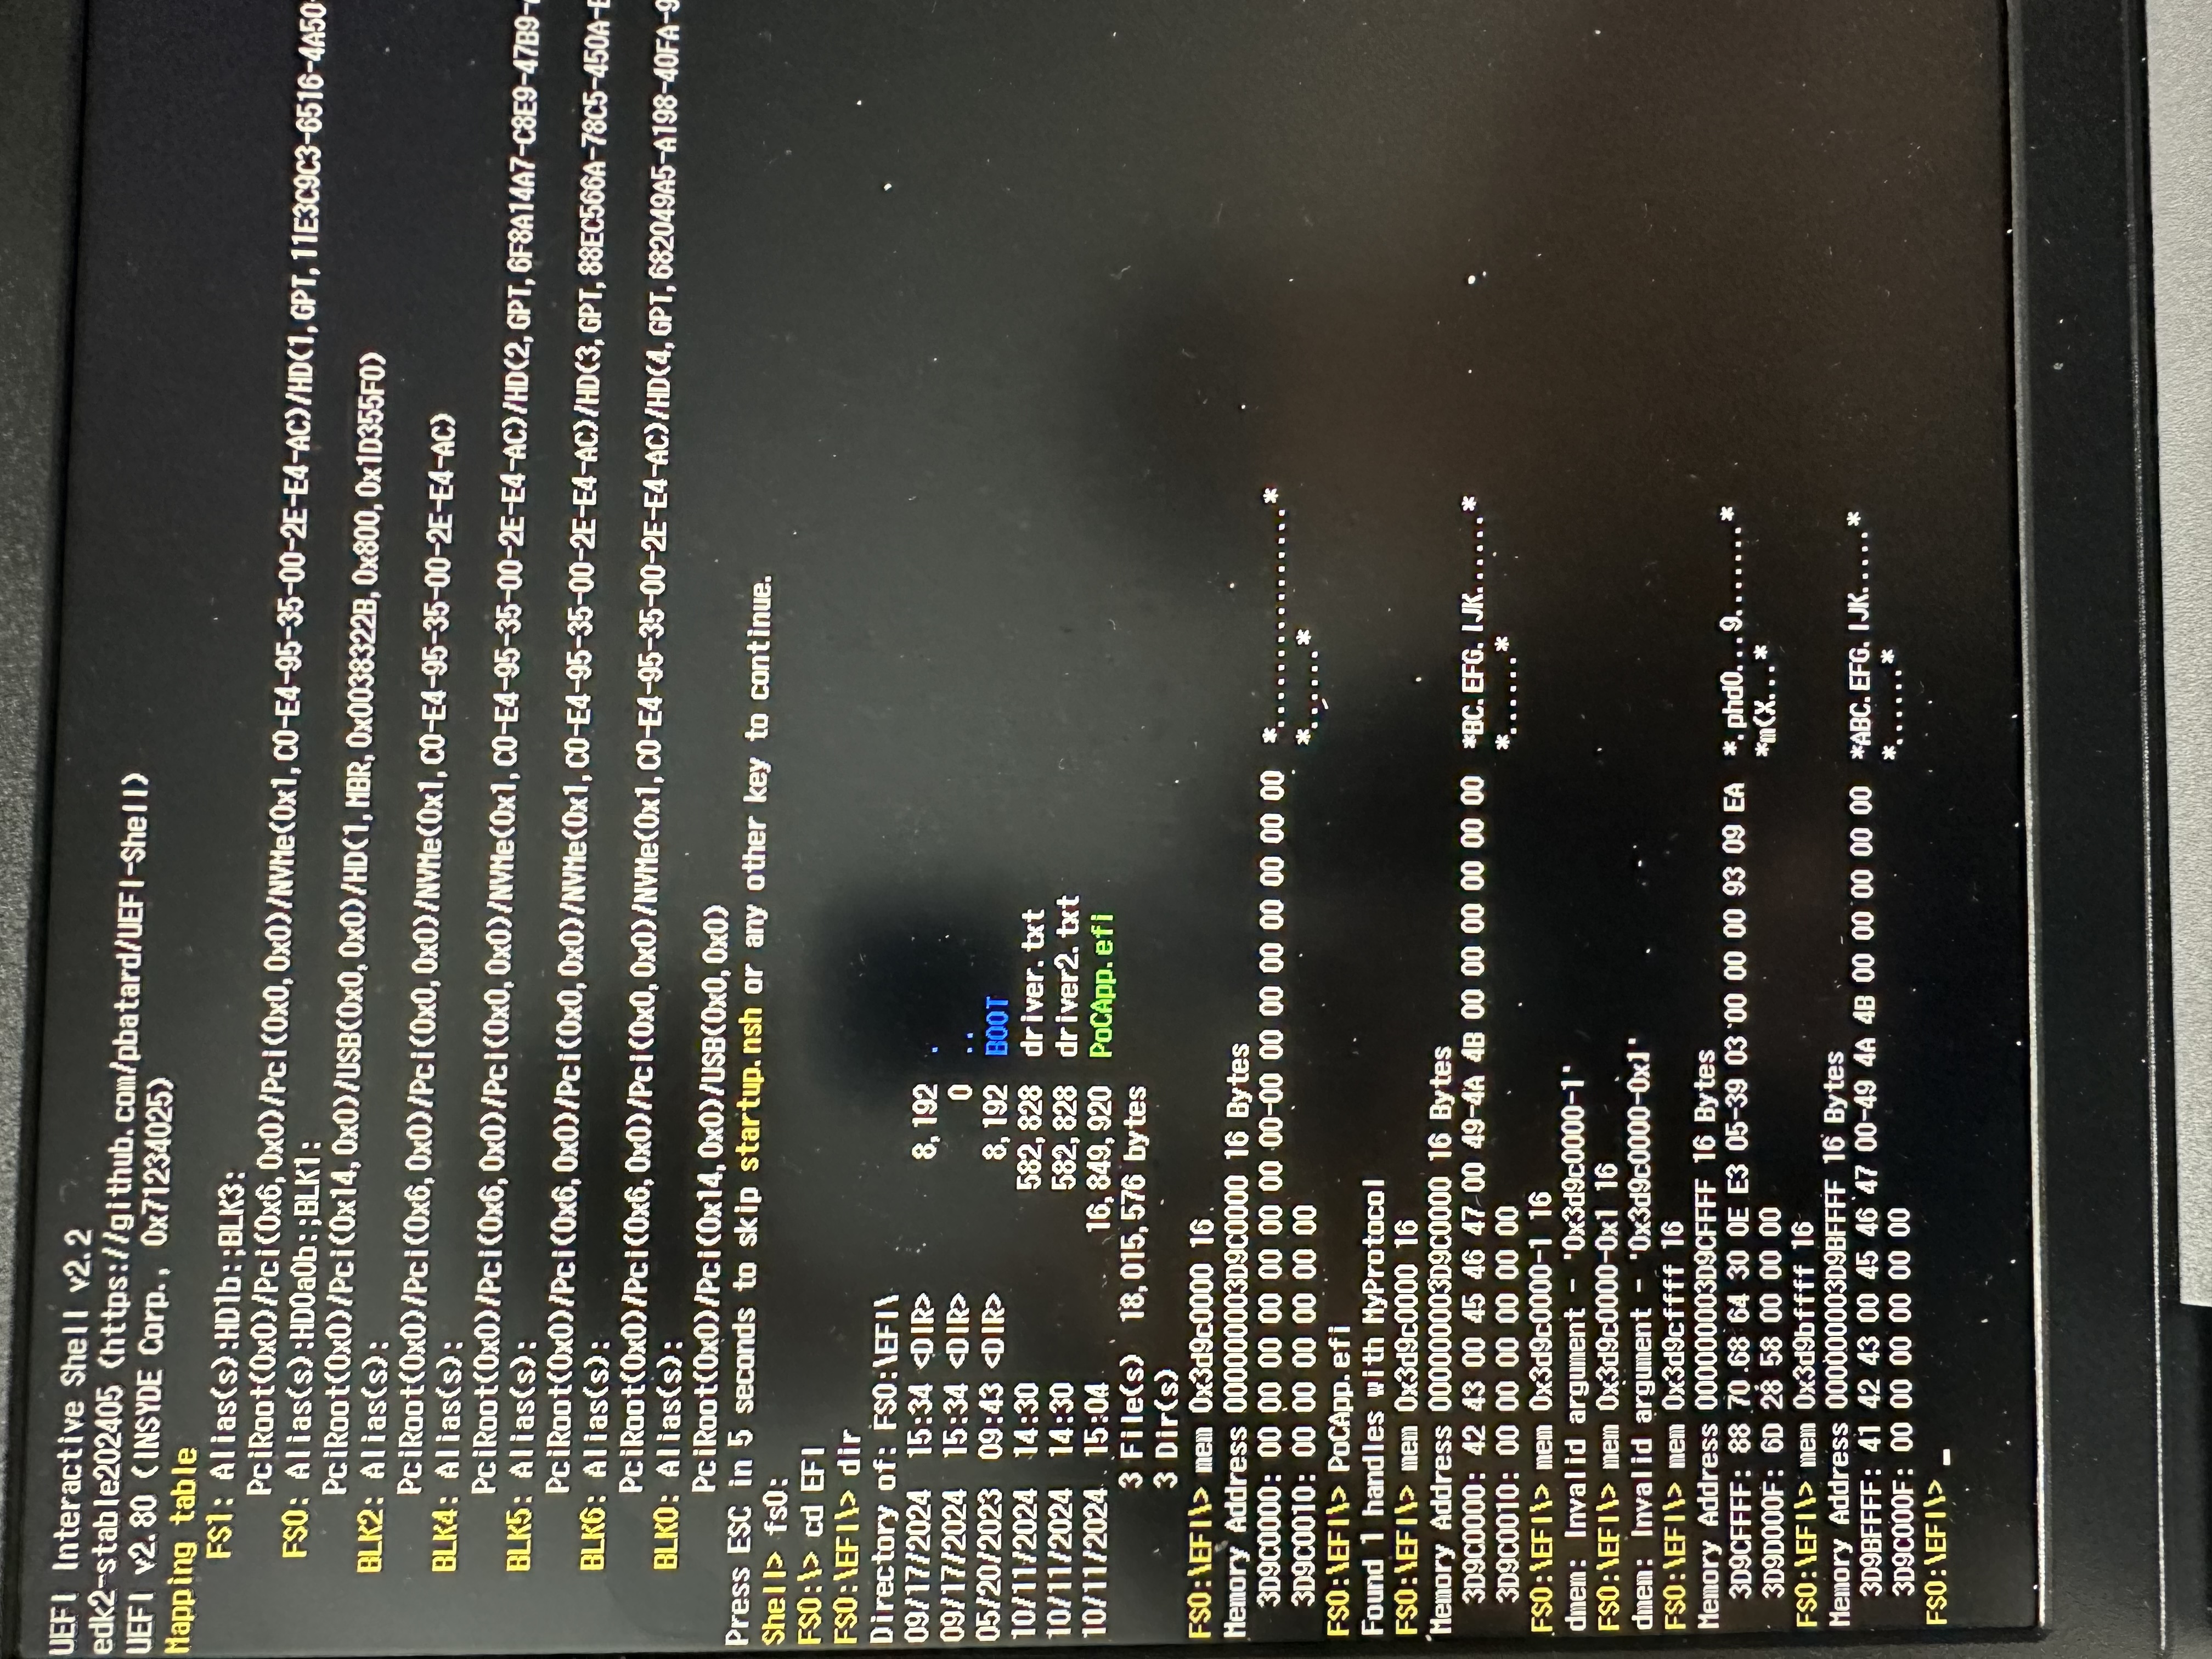 UEFI Interactive Shell v2.2
edk2-stable202405 (https://github.com/pbatard/UEFI-Shell)
UEFI v2.80 (INSYDE Corp., 0x71234025)
Mapping table
FS1: Alias(s):HD1b:;BLK3:
PciRoot(0x0)/Pci(0x6,0x0)/Pci(0x0,0x0)/NVMe(0x1,C0-E4-95-35-00-2E-E4-AC)/HD(1,GPT,11E3C9C3-6516-4A50-
FS0: Alias(s):HD0a0b:;BLK1:
PciRoot(0x0)/Pci(0x14,0x0)/USB(0x0,0x0)/HD(1,MBR,0x0038322B,0x800,0x1D355F0)
BLK2: Alias(s):
PciRoot(0x0)/Pci(0x6,0x0)/Pci(0x0,0x0)/NVMe(0x1,C0-E4-95-35-00-2E-E4-AC)
BLK4: Alias(s):
PciRoot(0x0)/Pci(0x6,0x0)/Pci(0x0,0x0)/NVMe(0x1,C0-E4-95-35-00-2E-E4-AC)/HD(2,GPT,6F8A14A7-C8E9-47B9-
BLK5: Alias(s):
PciRoot(0x0)/Pci(0x6,0x0)/Pci(0x0,0x0)/NVMe(0x1,C0-E4-95-35-00-2E-E4-AC)/HD(3,GPT,88EC566A-78C5-450A-
BLK6: Alias(s):
PciRoot(0x0)/Pci(0x6,0x0)/Pci(0x0,0x0)/NVMe(0x1,C0-E4-95-35-00-2E-E4-AC)/HD(4,GPT,682049A5-A198-40FA-9
BLK0: Alias(s):
PciRoot(0x0)/Pci(0x14,0x0)/USB(0x0,0x0)
Press ESC in 5 seconds to skip startup.nsh or any other key to continue.
Shell> fs0:
FS0:\> cd EFI
FS0:\EFI\> dir
Directory of: FS0:\EFI\
09/17/2024 15:34 <DIR> 8,192 .
09/17/2024 15:34 <DIR> 0 ..
05/20/2023 09:43 <DIR> 8,192 BOOT
10/11/2024 14:30 582,828 driver.txt
10/11/2024 14:30 582,828 driver2.txt
10/11/2024 15:04 16,849,920 PoCApp.efi
3 File(s) 18,015,576 bytes
3 Dir(s)
FS0:\EFI\> mem 0x3d9c0000 16
Memory Address 000000003D9C0000 16 Bytes
3D9C0000: 00 00 00 00 00 00 00 00-00 00 00 00 00 00 00 00 *................*
3D9C0010: 00 00 00 00 00 00 *......*
FS0:\EFI\> PoCApp.efi
Found 1 handles with MyProtocol
FS0:\EFI\> mem 0x3d9c0000 16
Memory Address 000000003D9C0000 16 Bytes
3D9C0000: 42 43 00 45 46 47 00 49-4A 4B 00 00 00 00 00 00 *BC.EFG.IJK......*
3D9C0010: 00 00 00 00 00 00 *......*
FS0:\EFI\> mem 0x3d9c0000-1 16
dmem: Invalid argument - '0x3d9c0000-1'
FS0:\EFI\> mem 0x3d9c0000-0x1 16
dmem: Invalid argument - '0x3d9c0000-0x1'
FS0:\EFI\> mem 0x3d9cffff 16
Memory Address 000000003D9CFFFF 16 Bytes
3D9CFFFF: 88 70 68 64 30 0E E3 05-39 03 00 00 00 93 09 EA *.phd0...9.......*
3D9D000F: 6D 28 58 00 00 00 *m(X...*
FS0:\EFI\> mem 0x3d9bffff 16
Memory Address 000000003D9BFFFF 16 Bytes
3D9BFFFF: 41 42 43 00 45 46 47 00-49 4A 4B 00 00 00 00 00 *ABC.EFG.IJK.....*
3D9C000F: 00 00 00 00 00 00 *......*
FS0:\EFI\> _